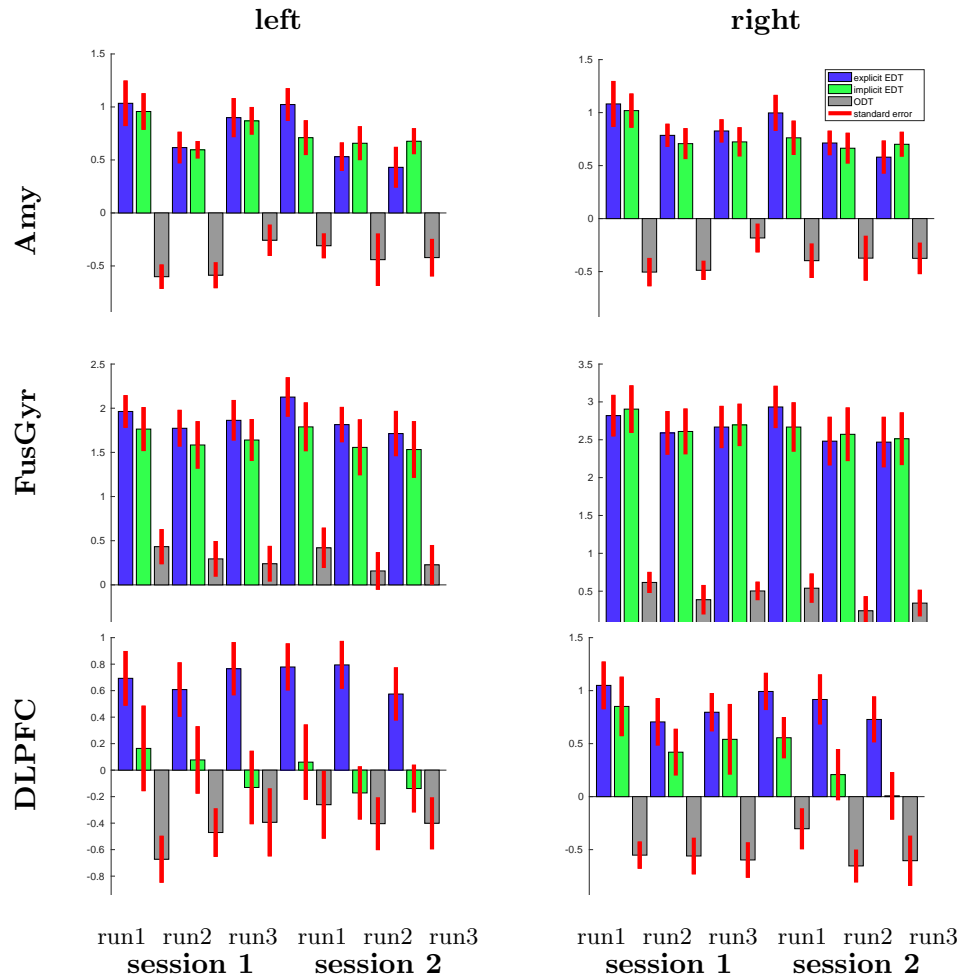 left
right
Amy
1.5
1
0.5
0
-0.5
1.5
1
0.5
0
-0.5
explicit EDT
implicit EDT
ODT
standard error
FusGyr
2.5
2
1.5
1
0.5
0
3.5
3
2.5
2
1.5
1
0.5
DLPFC
1
0.8
0.6
0.4
0.2
0
-0.2
-0.4
-0.6
-0.8
1.5
1
0.5
0
-0.5
run1 run2 run3 run1 run2 run3
session 1 session 2
run1 run2 run3 run1 run2 run3
session 1 session 2